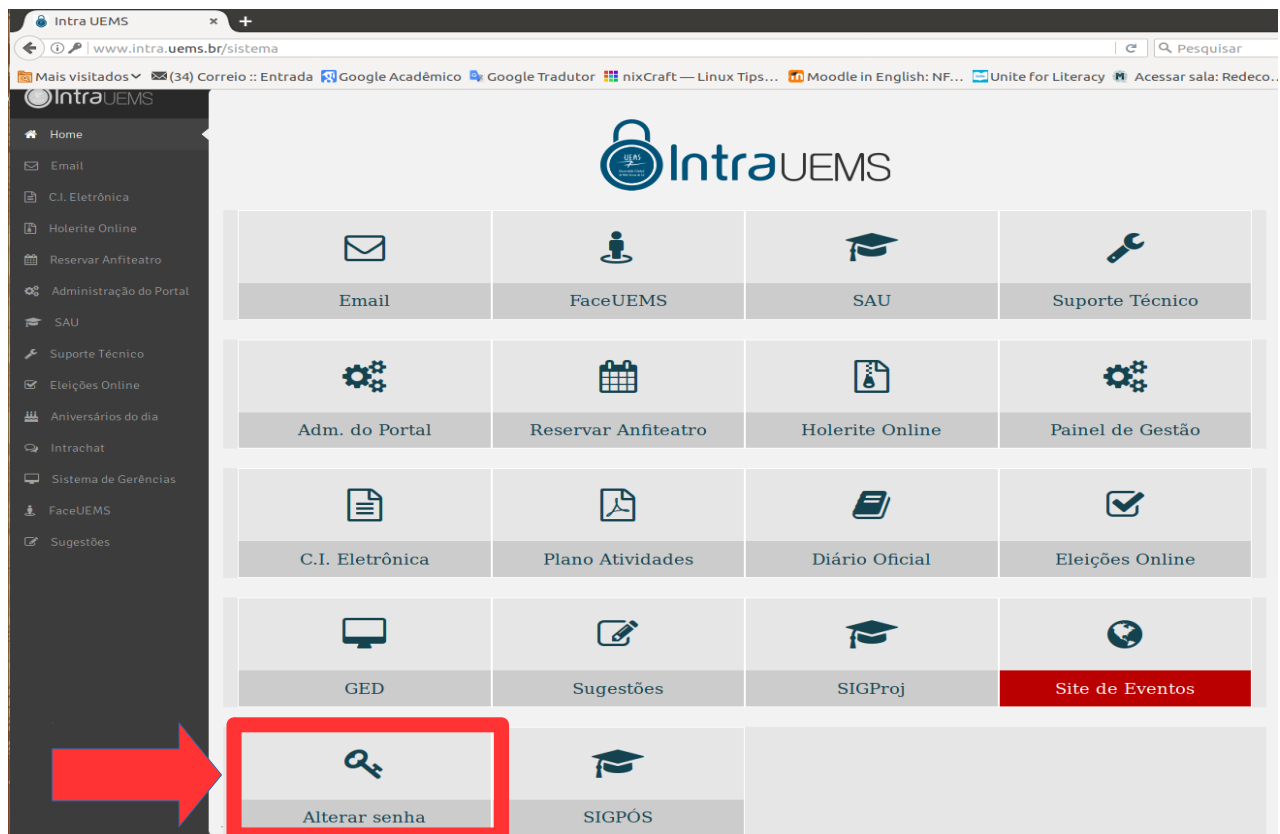 Intra UEMS
www.intra.uems.br/sistema
Pesquisar
Mais visitados (34) Correio :: Entrada Google Acadêmico Google Tradutor nixCraft — Linux Tips... Moodle in English: NF... Unite for Literacy Acessar sala: Redeco...
IntraUEMS
Home
Email
C.I. Eletrônica
Holerite Online
Reservar Anfiteatro
Administração do Portal
SAU
Suporte Técnico
Eleições Online
Aniversários do dia
Intrachat
Sistema de Gerências
FaceUEMS
Sugestões
UEMS
IntraUEMS
Email FaceUEMS SAU Suporte Técnico
Adm. do Portal Reservar Anfiteatro Holerite Online Painel de Gestão
C.I. Eletrônica Plano Atividades Diário Oficial Eleições Online
GED Sugestões SIGProj Site de Eventos
Alterar senha SIGPÓS